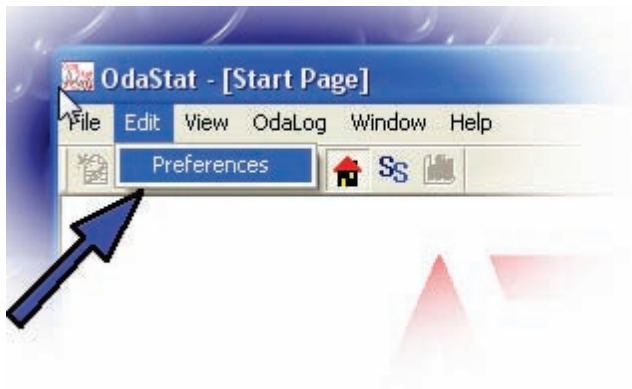 OdaStat - [Start Page]
File Edit View OdaLog Window Help
Preferences
Ss